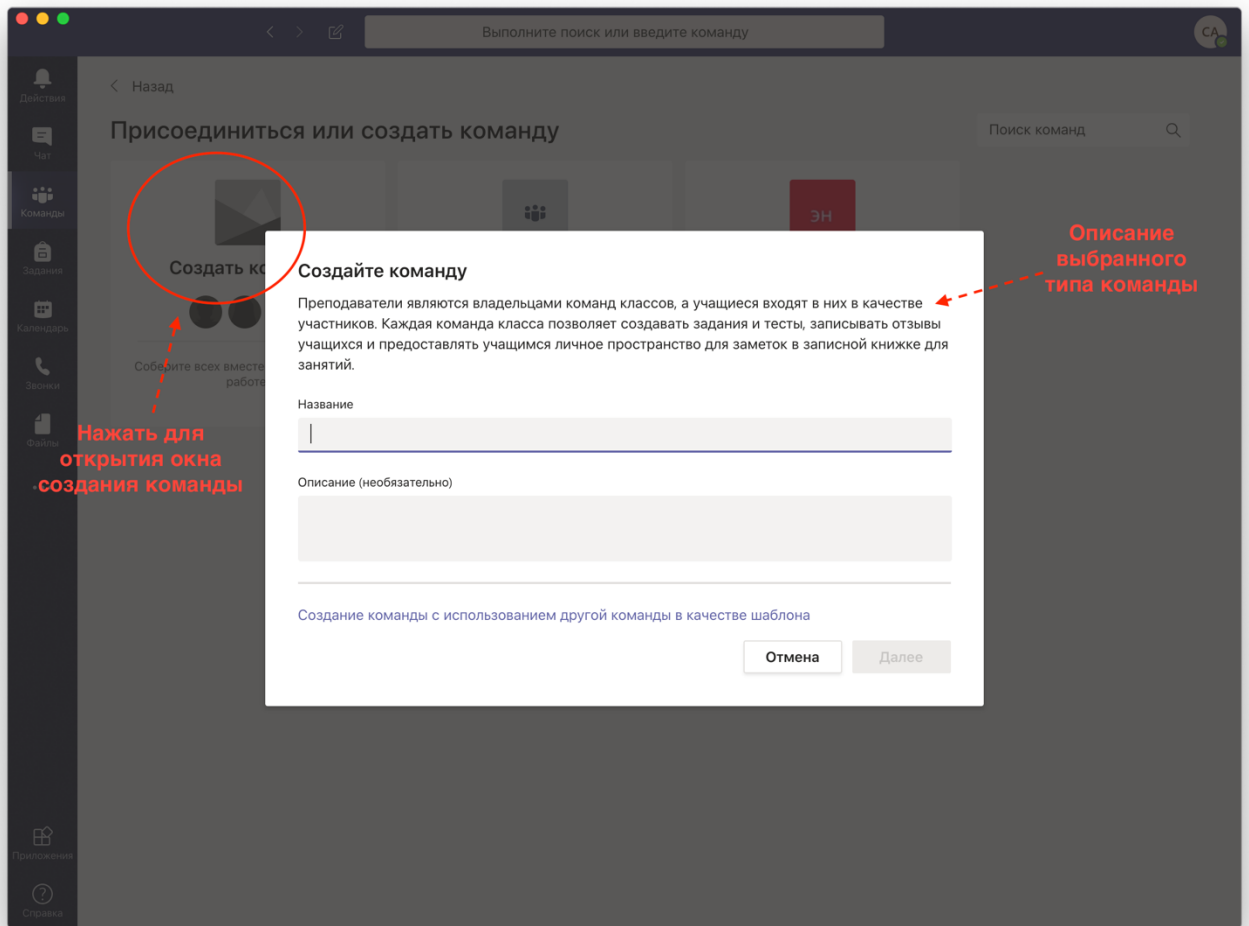 Выполните поиск или введите команду
CA
Действия
Чат
Команды
Задания
Календарь
Звонки
Файлы
Приложения
Справка
Назад
Присоединиться или создать команду
Поиск команд
ЭН
Создать ко
Соберите всех вместе
работе
Создайте команду
Преподаватели являются владельцами команд классов, а учащиеся входят в них в качестве
участников. Каждая команда класса позволяет создавать задания и тесты, записывать отзывы
учащихся и предоставлять учащимся личное пространство для заметок в записной книжке для
занятий.
Название
Описание (необязательно)
Создание команды с использованием другой команды в качестве шаблона
Отмена
Далее
Нажать для
открытия окна
создания команды
Описание
выбранного
типа команды